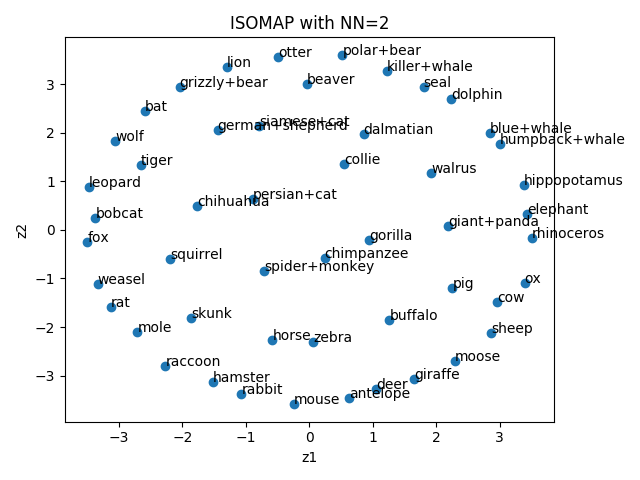 ISOMAP with NN=2
polar+bear
otter
lion
killer+whale
beaver
grizzly+bear
seal
dolphin
bat
siamese+cat
german+shepherd
dalmatian
blue+whale
wolf
humpback+whale
tiger
collie
walrus
leopard
hippopotamus
persian+cat
chihuahua
bobcat
elephant
giant+panda
fox
gorilla
rhinoceros
squirrel
chimpanzee
spider+monkey
weasel
pig
ox
rat
cow
skunk
buffalo
mole
sheep
horse
zebra
raccoon
moose
hamster
giraffe
rabbit
deer
mouse
antelope
3
2
1
0
−1
−2
−3
z2
−3
−2
−1
0
1
2
3
z1